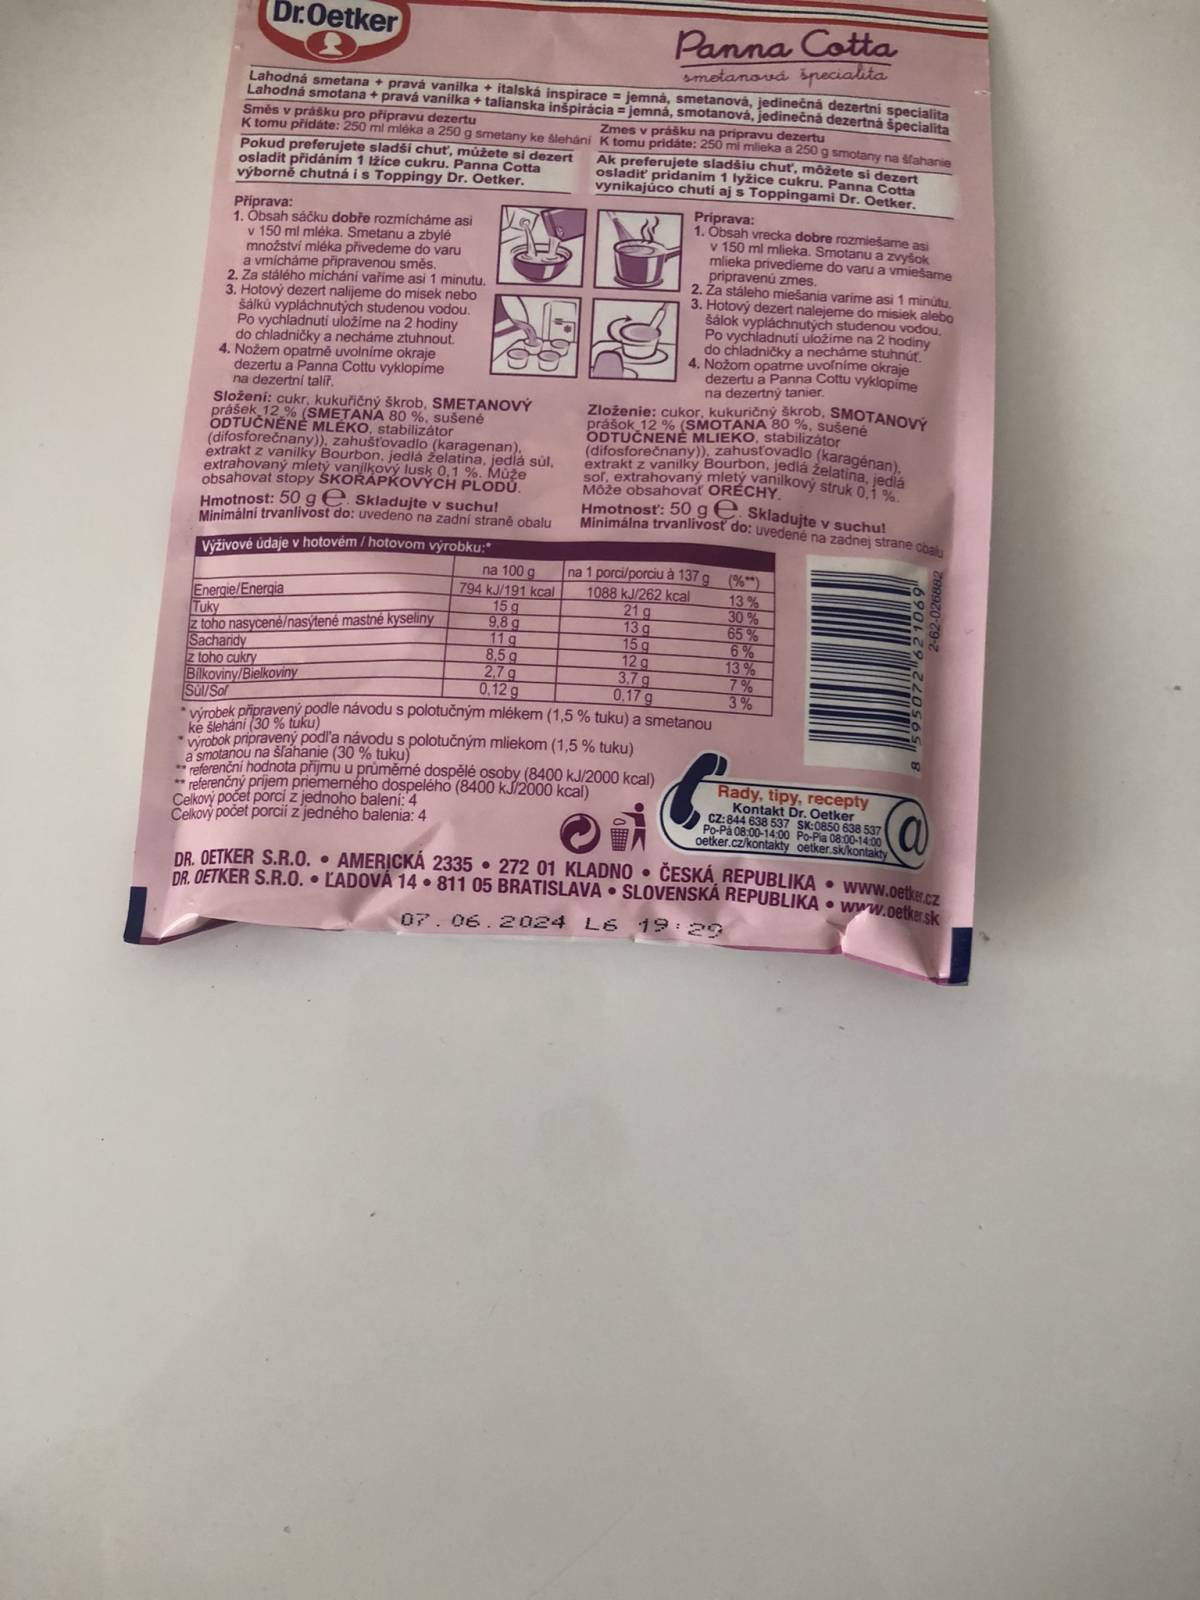 Dr.Oetker
Panna Cotta
smetanová špecialita
Lahodná smetana + pravá vanilka + italská inspirace = jemná, smetanová, jedinečná dezertní specialita
Lahodná smotana + pravá vanilka + talianska inšpirácia = jemná, smotanová, jedinečná dezertná špecialita
Směs v prášku pro přípravu dezertu
K tomu přidáte: 250 ml mléka a 250 g smetany ke šlehání
Pokud preferujete sladší chuť, můžete si dezert
osladit přidáním 1 lžíce cukru. Panna Cotta
výborně chutná i s Toppingy Dr. Oetker.
Příprava:
1. Obsah sáčku dobře rozmícháme asi
v 150 ml mléka. Smetanu a zbylé
množství mléka přivedeme do varu
a vmícháme připravenou směs.
2. Za stálého míchání vaříme asi 1 minutu.
3. Hotový dezert nalijeme do misek nebo
šálků vypláchnutých studenou vodou.
Po vychladnutí uložíme na 2 hodiny
do chladničky a necháme ztuhnout.
4. Nožem opatrně uvolníme okraje
dezertu a Panna Cottu vyklopíme
na dezertní talíř.
Složení: cukr, kukuřičný škrob, SMETANOVÝ
prášek 12 % (SMETANA 80 %, sušené
ODTUČNĚNÉ MLÉKO, stabilizátor
(difosforečnany)), zahušťovadlo (karagenan),
extrakt z vanilky Bourbon, jedlá želatina, jedlá sůl,
extrahovaný mletý vanilkový lusk 0,1 %. Může
obsahovat stopy SKOŘÁPKOVÝCH PLODŮ.
Hmotnost: 50 g e. Skladujte v suchu!
Minimální trvanlivost do: uvedeno na zadní straně obalu
Zmes v prášku na prípravu dezertu
K tomu pridáte: 250 ml mlieka a 250 g smotany na šľahanie
Ak preferujete sladšiu chuť, môžete si dezert
osladiť pridaním 1 lyžice cukru. Panna Cotta
vynikajúco chutí aj s Toppingami Dr. Oetker.
Príprava:
1. Obsah vrecka dobre rozmiešame asi
v 150 ml mlieka. Smotanu a zvyšok
mlieka privedieme do varu a vmiešame
pripravenú zmes.
2. Za stáleho miešania varíme asi 1 minútu.
3. Hotový dezert nalejeme do misiek alebo
šálok vypláchnutých studenou vodou.
Po vychladnutí uložíme na 2 hodiny
do chladničky a necháme stuhnúť.
4. Nožom opatrne uvoľníme okraje
dezertu a Panna Cottu vyklopíme
na dezertný tanier.
Zloženie: cukor, kukuričný škrob, SMOTANOVÝ
prášok 12 % (SMOTANA 80 %, sušené
ODTUČNENÉ MLIEKO, stabilizátor
(difosforečnany)), zahusťovadlo (karagénan),
extrakt z vanilky Bourbon, jedlá želatina, jedlá
soľ, extrahovaný mletý vanilkový struk 0,1 %.
Môže obsahovať ORECHY.
Hmotnosť: 50 g e. Skladujte v suchu!
Minimálna trvanlivosť do: uvedené na zadnej strane obalu
Výživové údaje v hotovém / hotovom výrobku:*
na 100 g na 1 porci/porciu à 137 g (%**)
Energie/Energia 794 kJ/191 kcal 1088 kJ/262 kcal 13 %
Tuky 15 g 21 g 30 %
z toho nasycené/nasýtené mastné kyseliny 9,8 g 13 g 65 %
Sacharidy 11 g 15 g 6 %
z toho cukry 8,5 g 12 g 13 %
Bílkoviny/Bielkoviny 2,7 g 3,7 g 7 %
Sůl/Soľ 0,12 g 0,17 g 3 %
* výrobek připravený podle návodu s polotučným mlékem (1,5 % tuku) a smetanou
ke šlehání (30 % tuku)
* výrobok pripravený podľa návodu s polotučným mliekom (1,5 % tuku)
a smotanou na šľahanie (30 % tuku)
** referenční hodnota příjmu u průměrné dospělé osoby (8400 kJ/2000 kcal)
** referenčný príjem priemerného dospelého (8400 kJ/2000 kcal)
Celkový počet porcí z jednoho balení: 4
Celkový počet porcií z jedného balenia: 4
8 595072 621069
2-62-026882
Rady, tipy, recepty
Kontakt Dr. Oetker
CZ: 844 638 537 SK: 0850 638 537
Po-Pá 08:00-14:00 Po-Pia 08:00-14:00
oetker.cz/kontakty oetker.sk/kontakty
@
DR. OETKER S.R.O. • AMERICKÁ 2335 • 272 01 KLADNO • ČESKÁ REPUBLIKA • www.oetker.cz
DR. OETKER S.R.O. • ĽADOVÁ 14 • 811 05 BRATISLAVA • SLOVENSKÁ REPUBLIKA • www.oetker.sk
07.06.2024 L6 19:29